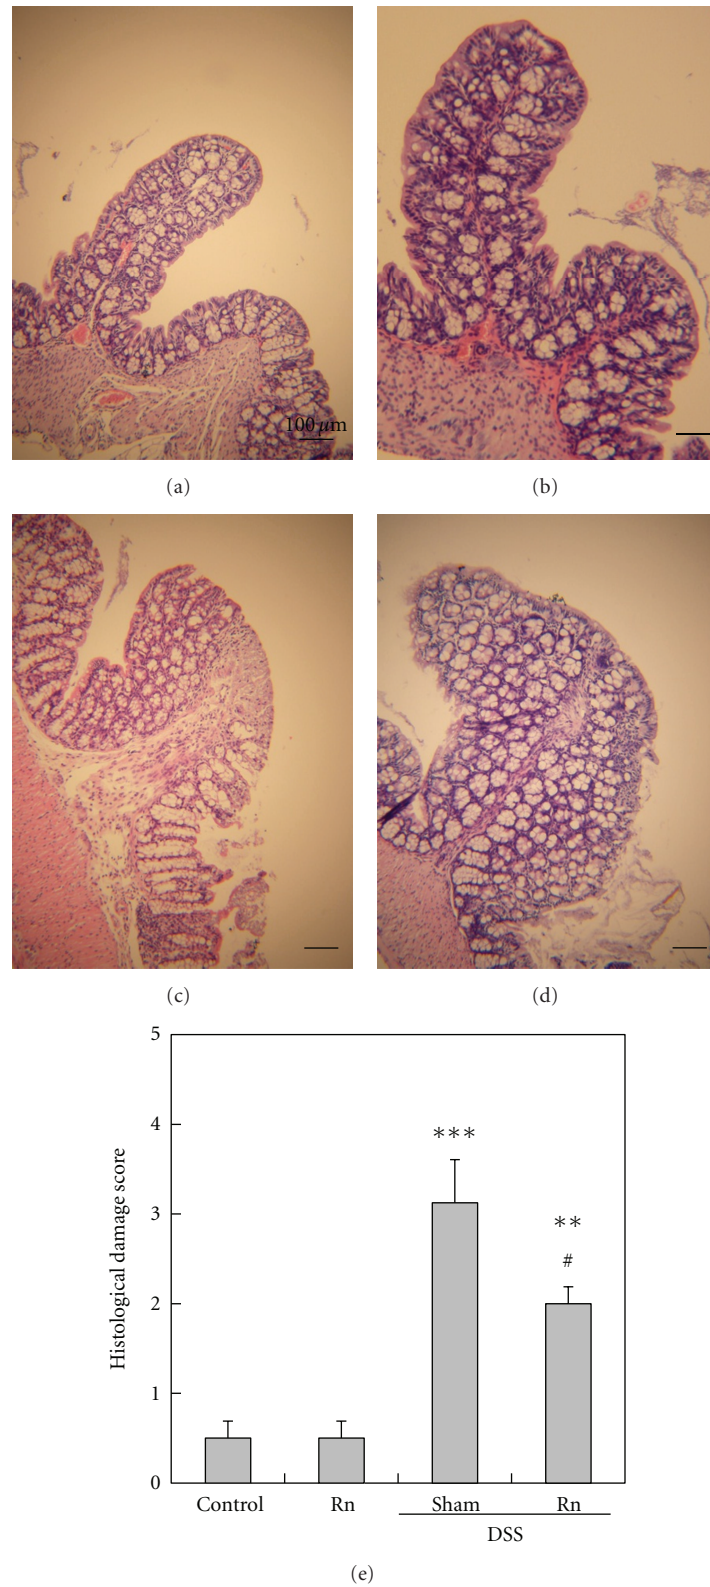 100 µm
(a)
(b)
(c)
(d)
5
4
3
2
1
0
Histological damage score
***
**
#
Control
Rn
Sham
Rn
DSS
(e)